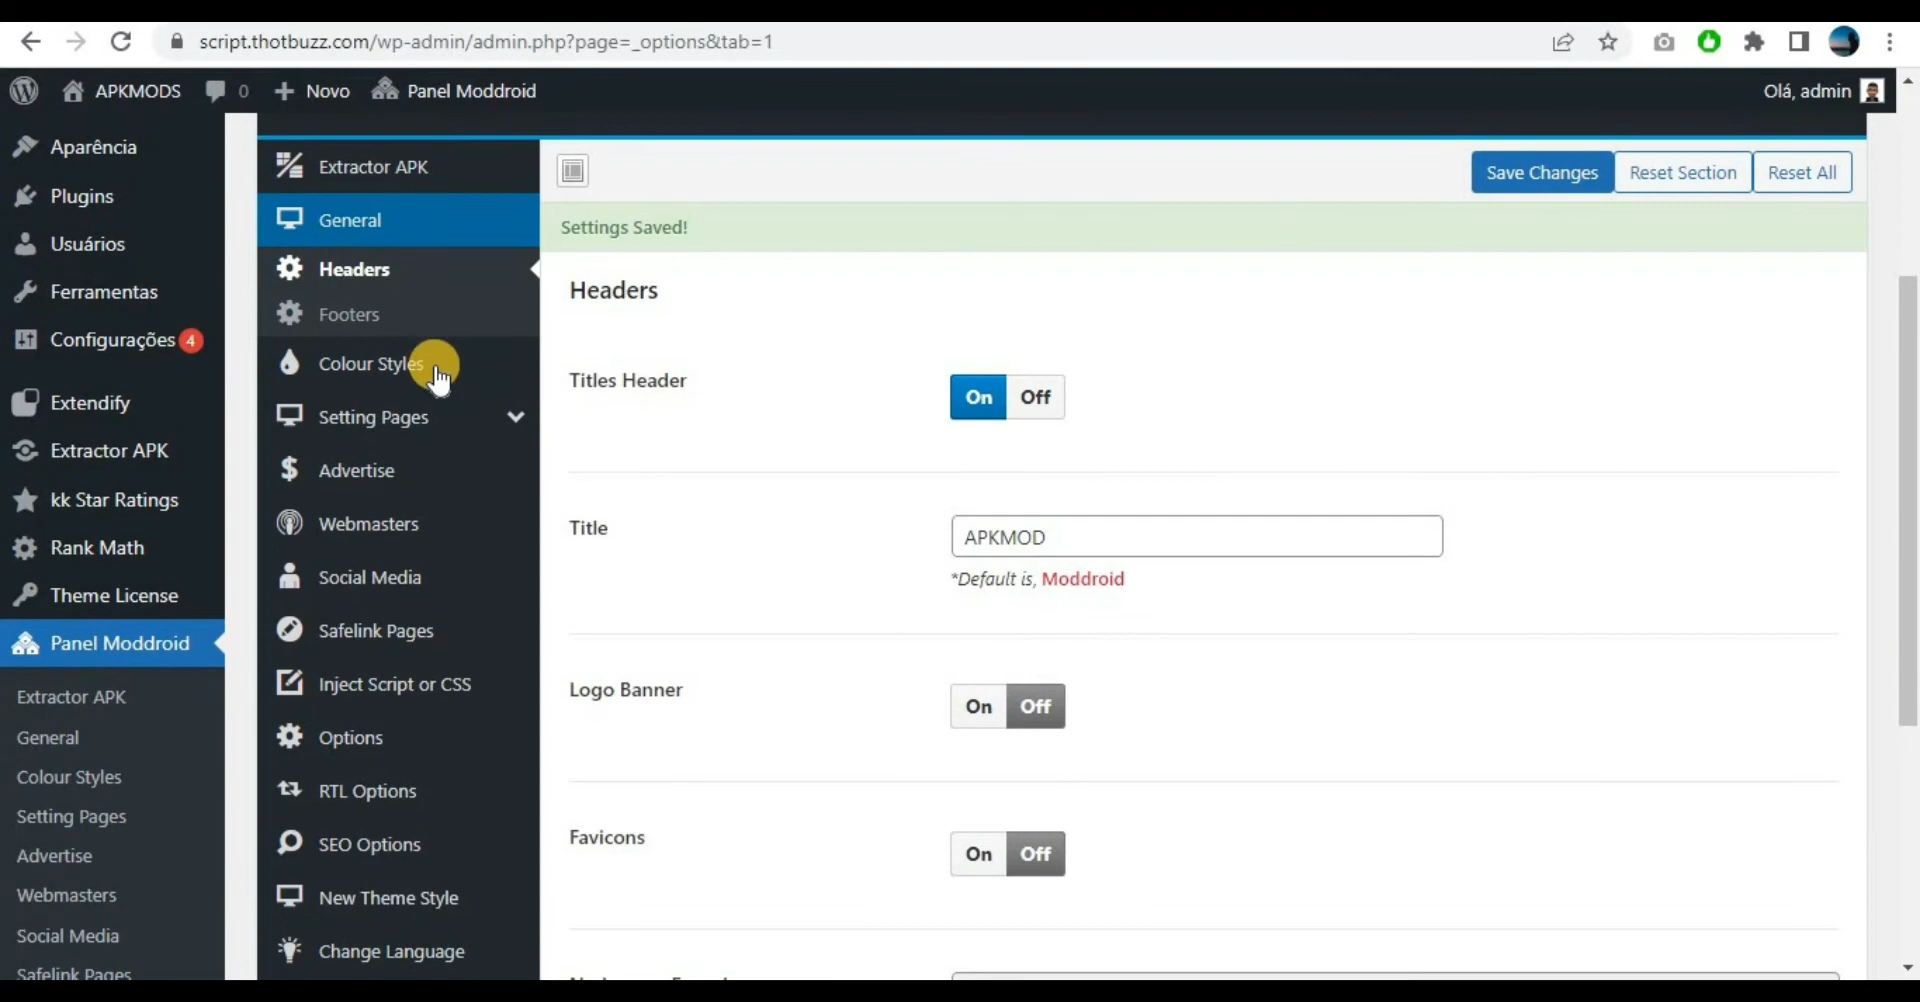 script.thotbuzz.com/wp-admin/admin.php?page=_options&tab=1
APKMODS
0
Novo
Panel Moddroid
Olá, admin
Aparência
Plugins
Usuários
Ferramentas
Configurações 4
Extendify
Extractor APK
kk Star Ratings
Rank Math
Theme License
Panel Moddroid
Extractor APK
General
Colour Styles
Setting Pages
Advertise
Webmasters
Social Media
Safelink Pages
Extractor APK
General
Headers
Footers
Colour Styles
Setting Pages
Advertise
Webmasters
Social Media
Safelink Pages
Inject Script or CSS
Options
RTL Options
SEO Options
New Theme Style
Change Language
Save Changes
Reset Section
Reset All
Settings Saved!
Headers
Titles Header
On Off
Title
APKMOD
*Default is, Moddroid
Logo Banner
On Off
Favicons
On Off